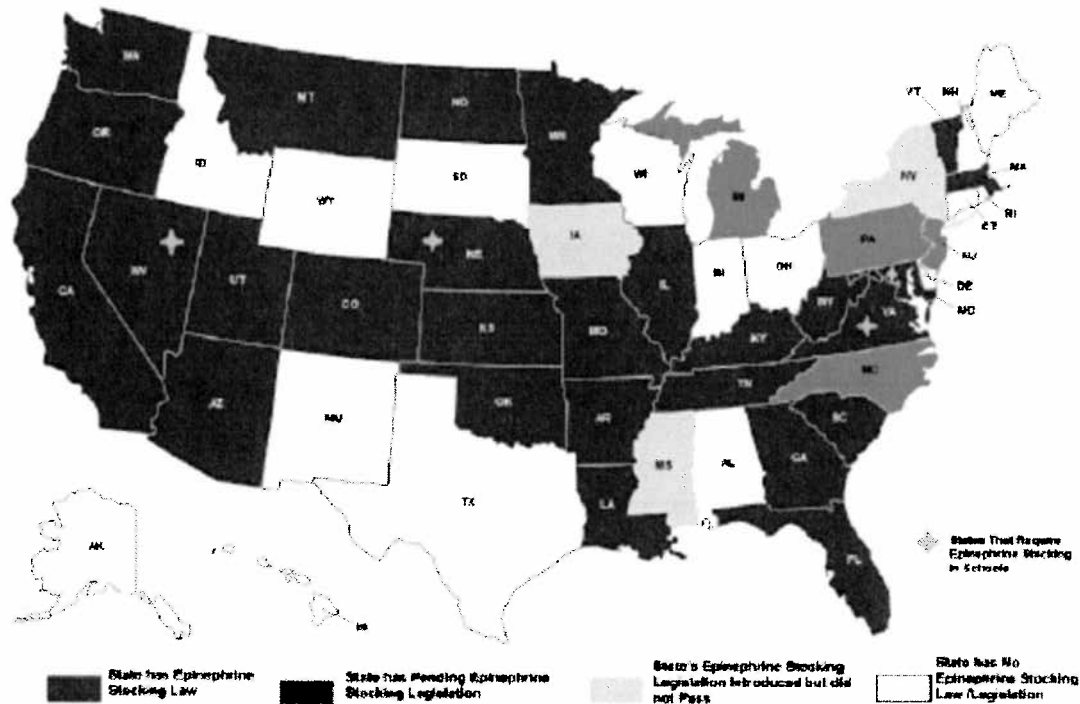 WA
MT
ND
MN
VT
NH
ME
OR
ID
SD
WI
MA
WY
NY
RI
IA
CT
PA
NJ
NV
NE
OH
IN
DE
CA
UT
IL
WV
VA
MD
CO
KS
MO
KY
NC
TN
AZ
OK
AR
SC
NM
MS
AL
GA
TX
LA
AK
FL
States That Require
Epinephrine Stocking
In Schools
State has Epinephrine
Stocking Law
State has Pending Epinephrine
Stocking Legislation
State's Epinephrine Stocking
Legislation Introduced but did
not Pass
State has No
Epinephrine Stocking
Law /Legislation